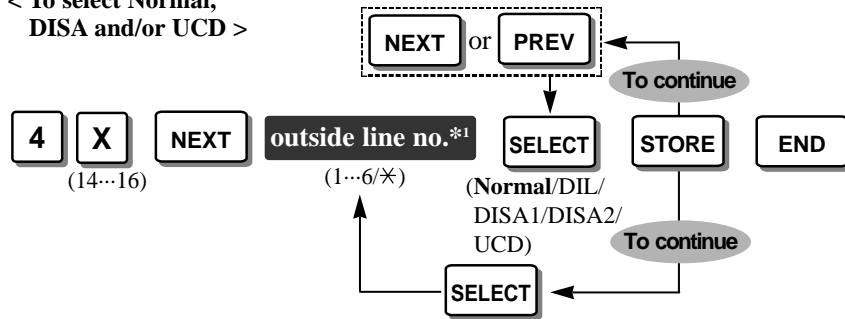 < To select Normal,
DISA and/or UCD >
NEXT or PREV
To continue
4 X NEXT outside line no.*1 SELECT STORE END
(14···16) (1···6/✳) (Normal/DIL/
DISA1/DISA2/
UCD)
To continue
SELECT